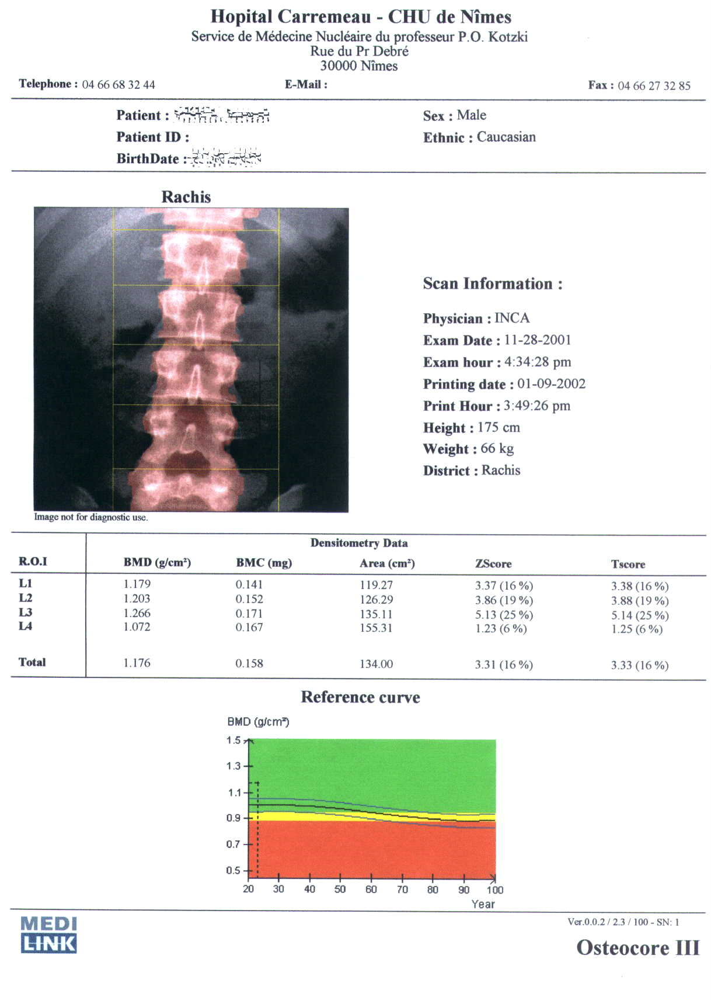 Hopital Carremeau - CHU de Nîmes
Service de Médecine Nucléaire du professeur P.O. Kotzki
Rue du Pr Debré
30000 Nîmes
Telephone : 04 66 68 32 44 E-Mail : Fax : 04 66 27 32 85
Patient : Sex : Male
Patient ID : Ethnic : Caucasian
BirthDate :
Rachis
Scan Information :
Physician : INCA
Exam Date : 11-28-2001
Exam hour : 4:34:28 pm
Printing date : 01-09-2002
Print Hour : 3:49:26 pm
Height : 175 cm
Weight : 66 kg
District : Rachis
Image not for diagnostic use.
Densitometry Data
R.O.I BMD (g/cm²) BMC (mg) Area (cm²) ZScore Tscore
L1 1.179 0.141 119.27 3.37 (16 %) 3.38 (16 %)
L2 1.203 0.152 126.29 3.86 (19 %) 3.88 (19 %)
L3 1.266 0.171 135.11 5.13 (25 %) 5.14 (25 %)
L4 1.072 0.167 155.31 1.23 (6 %) 1.25 (6 %)
Total 1.176 0.158 134.00 3.31 (16 %) 3.33 (16 %)
Reference curve
BMD (g/cm²)
1.5
1.3
1.1
0.9
0.7
0.5
20 30 40 50 60 70 80 90 100
Year
MEDI
LINK
Ver.0.0.2 / 2.3 / 100 - SN: 1
Osteocore III